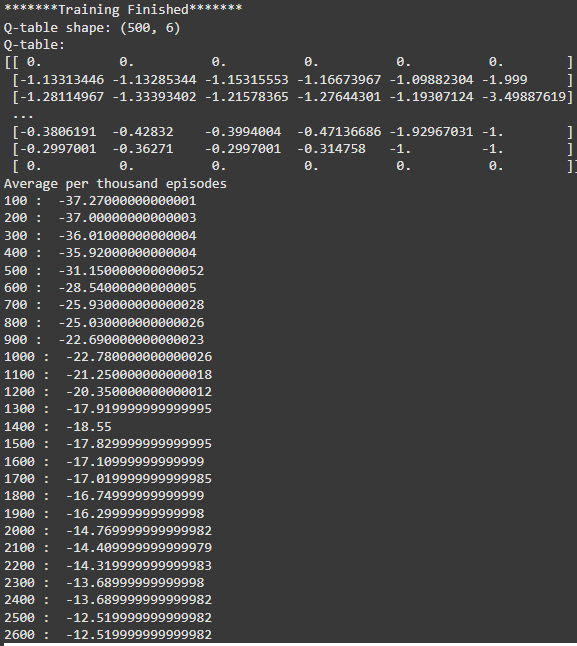 *******Training Finished*******
Q-table shape: (500, 6)
Q-table:
[[ 0.          0.          0.          0.          0.          0.        ]
 [-1.13313446 -1.13285344 -1.15315553 -1.16673967 -1.09882304 -1.999     ]
 [-1.28114967 -1.33393402 -1.21578365 -1.27644301 -1.19307124 -3.49887619]
 ...
 [-0.3806191  -0.42832    -0.3994004  -0.47136686 -1.92967031 -1.        ]
 [-0.2997001  -0.36271    -0.2997001  -0.314758   -1.         -1.        ]
 [ 0.          0.          0.          0.          0.          0.        ]]
Average per thousand episodes
100 :  -37.27000000000001
200 :  -37.00000000000003
300 :  -36.01000000000004
400 :  -35.92000000000004
500 :  -31.150000000000052
600 :  -28.54000000000005
700 :  -25.930000000000028
800 :  -25.030000000000026
900 :  -22.690000000000023
1000 :  -22.780000000000026
1100 :  -21.250000000000018
1200 :  -20.350000000000012
1300 :  -17.919999999999995
1400 :  -18.55
1500 :  -17.829999999999995
1600 :  -17.10999999999999
1700 :  -17.019999999999985
1800 :  -16.74999999999999
1900 :  -16.29999999999998
2000 :  -14.769999999999982
2100 :  -14.409999999999979
2200 :  -14.319999999999983
2300 :  -13.68999999999998
2400 :  -13.689999999999982
2500 :  -12.519999999999982
2600 :  -12.519999999999982